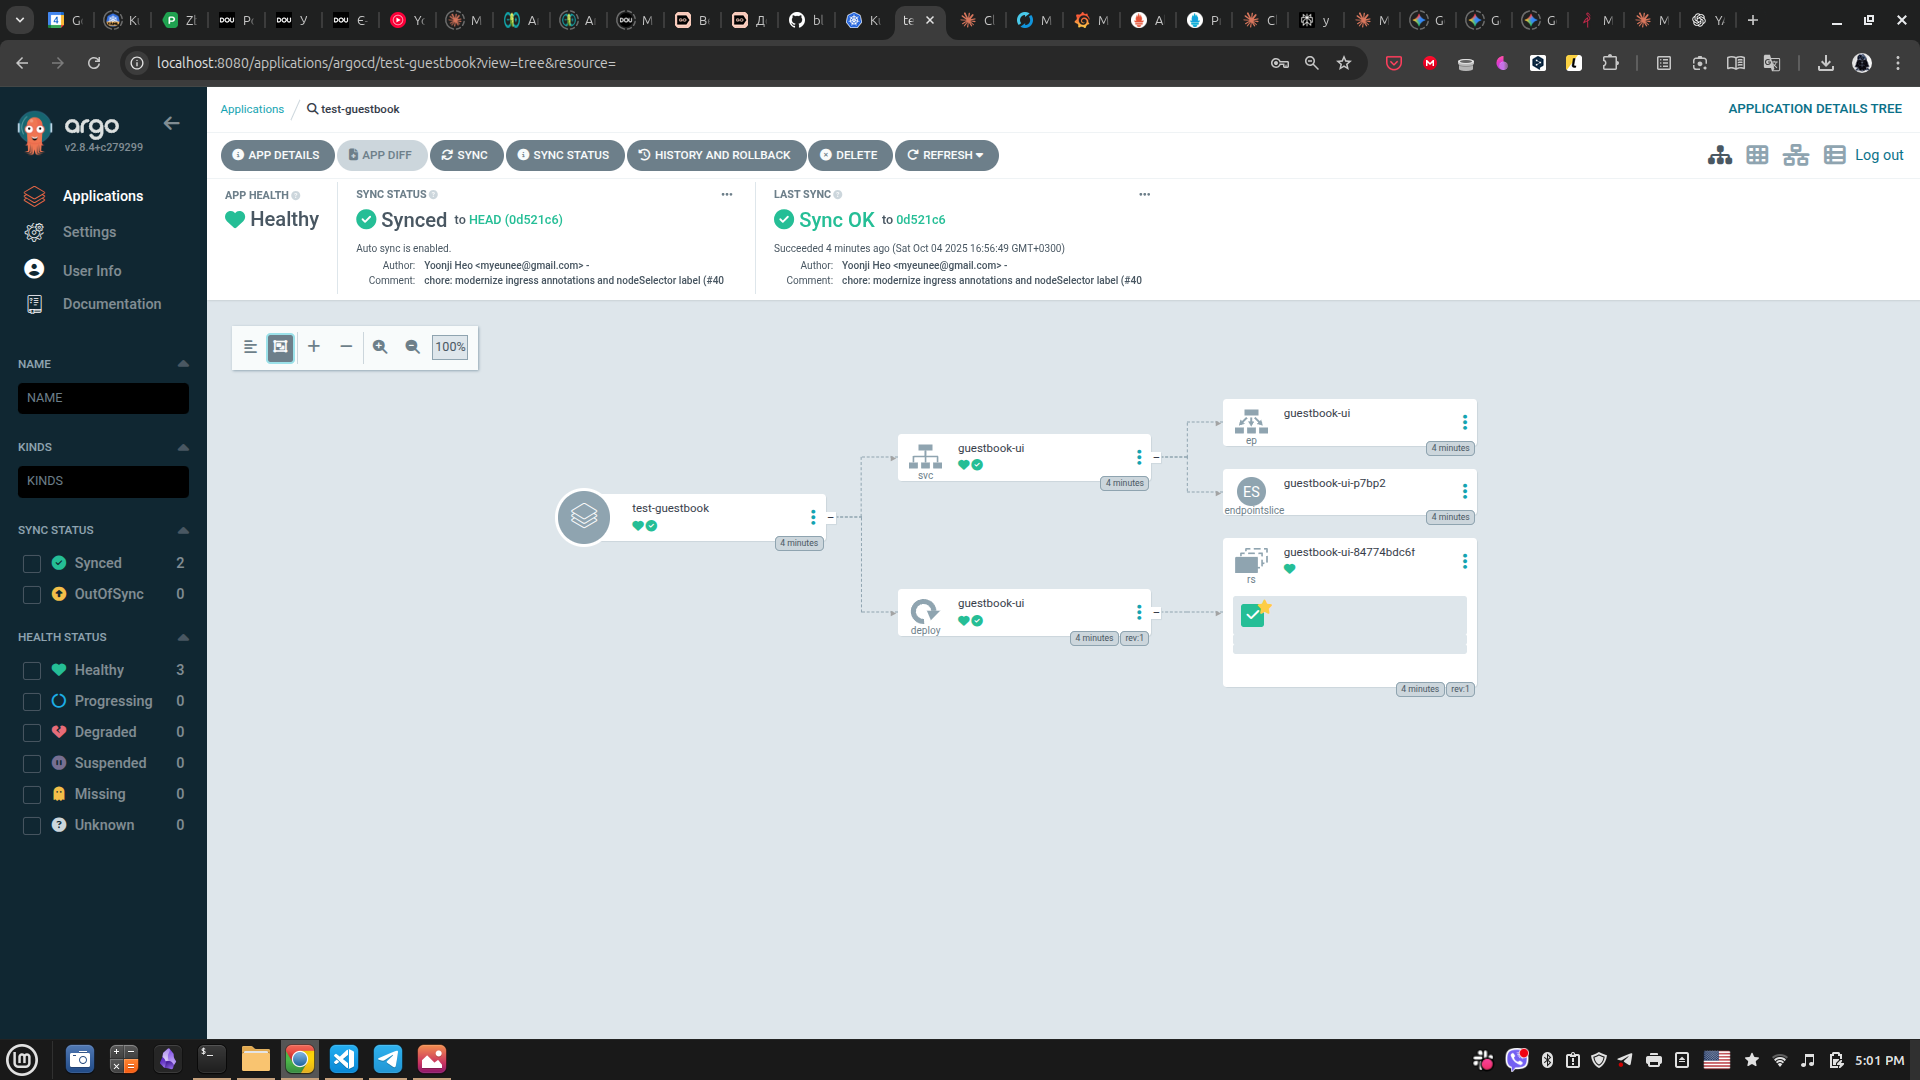 localhost:8080/applications/argocd/test-guestbook?view=tree&resource=
argo
v2.8.4+c279299
Applications
Settings
User Info
Documentation
NAME
NAME
KINDS
KINDS
SYNC STATUS
Synced 2
OutOfSync 0
HEALTH STATUS
Healthy 3
Progressing 0
Degraded 0
Suspended 0
Missing 0
Unknown 0
Applications / test-guestbook
APPLICATION DETAILS TREE
APP DETAILS APP DIFF SYNC SYNC STATUS HISTORY AND ROLLBACK DELETE REFRESH
Log out
APP HEALTH
Healthy
SYNC STATUS
Synced to HEAD (0d521c6)
Auto sync is enabled.
Author: Yoonji Heo <myeunee@gmail.com> -
Comment: chore: modernize ingress annotations and nodeSelector label (#40
LAST SYNC
Sync OK to 0d521c6
Succeeded 4 minutes ago (Sat Oct 04 2025 16:56:49 GMT+0300)
Author: Yoonji Heo <myeunee@gmail.com> -
Comment: chore: modernize ingress annotations and nodeSelector label (#40
100%
test-guestbook
4 minutes
guestbook-ui
svc
4 minutes
guestbook-ui
deploy
4 minutes rev:1
guestbook-ui
ep
4 minutes
ES
guestbook-ui-p7bp2
endpointslice
4 minutes
guestbook-ui-84774bdc6f
rs
4 minutes rev:1
5:01 PM